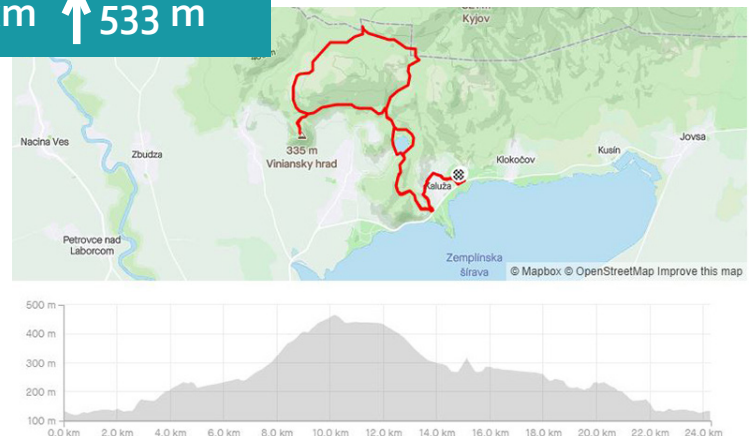 m ↑ 533 m
Kyjov
Nacina Ves
Zbudza
335 m
Viniansky hrad
Kaluža
Klokočov
Kusín
Jovsa
Petrovce nad
Laborcom
Zemplínska
šírava
© Mapbox © OpenStreetMap Improve this map
500 m
400 m
300 m
200 m
100 m
0.0 km 2.0 km 4.0 km 6.0 km 8.0 km 10.0 km 12.0 km 14.0 km 16.0 km 18.0 km 20.0 km 22.0 km 24.0 km